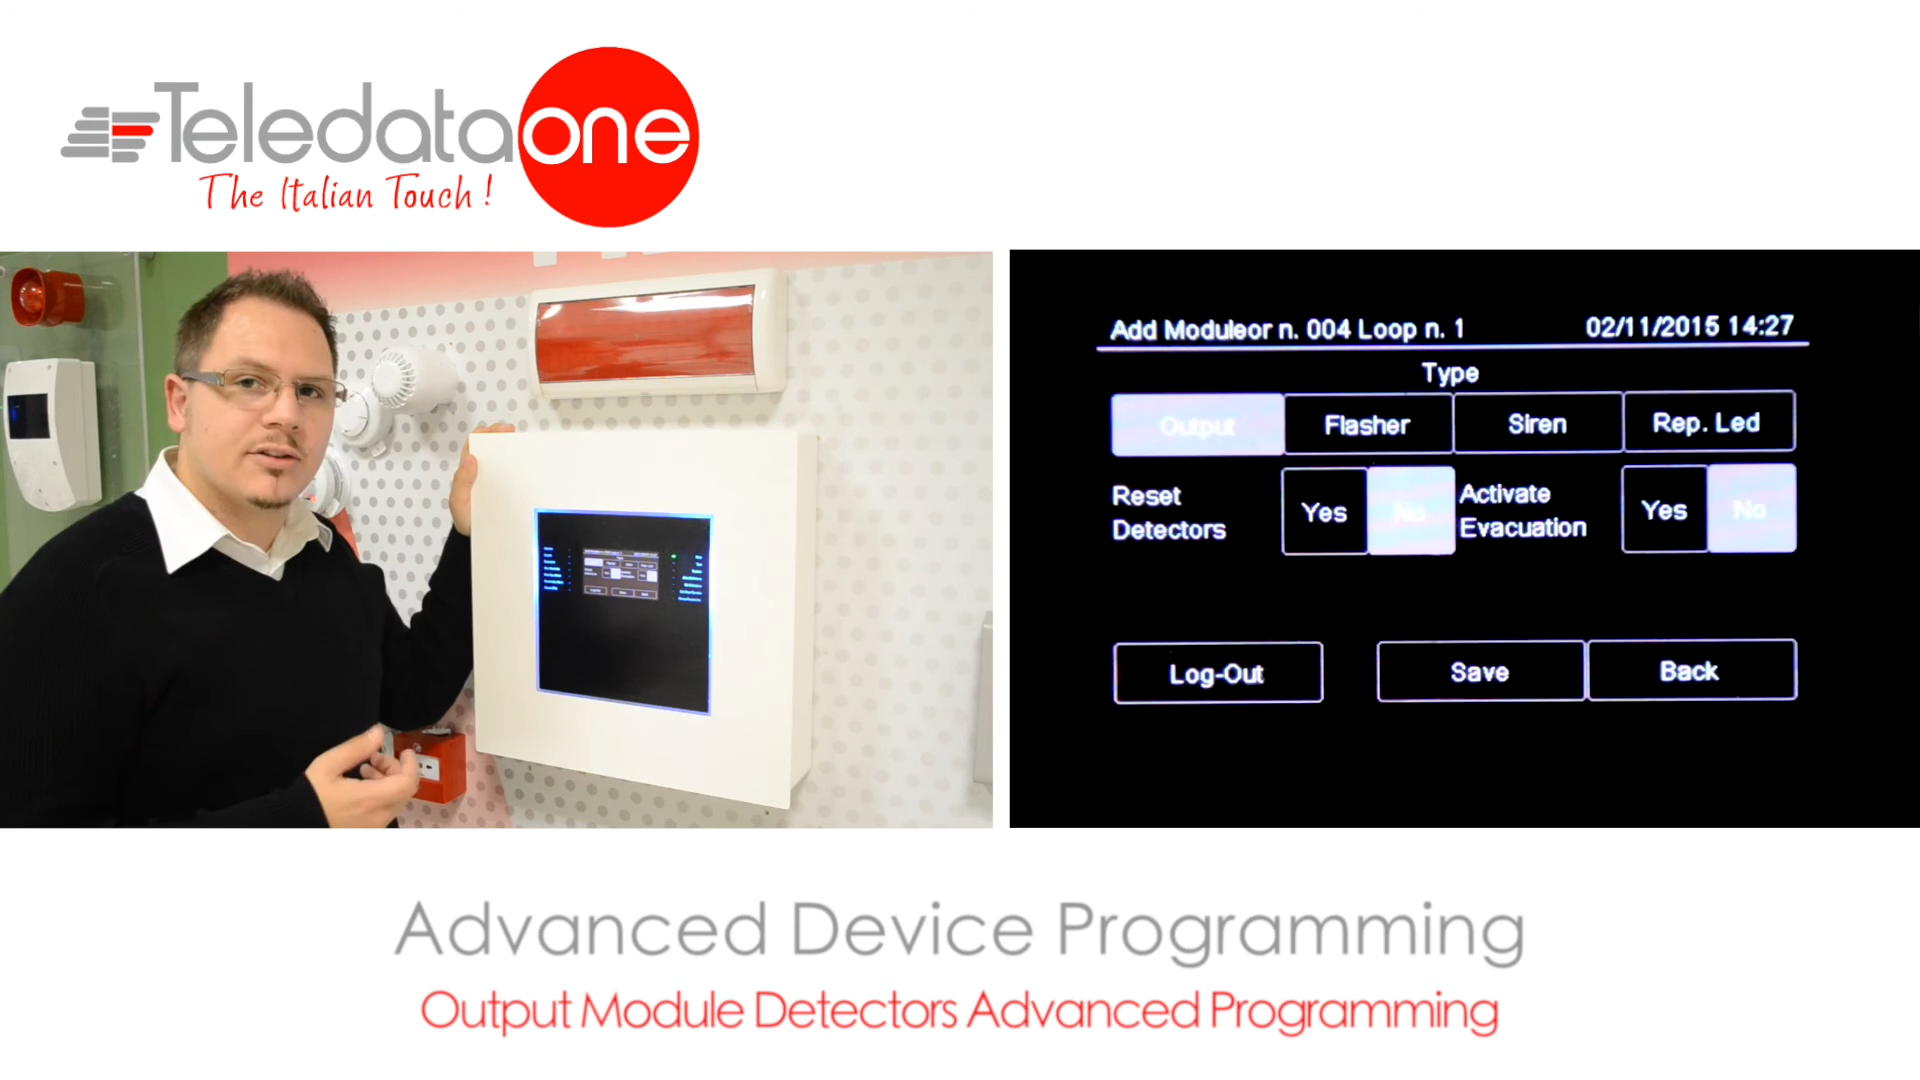 Teledataone
The Italian Touch!
Add Moduleor n. 004 Loop n. 1 02/11/2015 14:27
Type
Output Flasher Siren Rep. Led
Reset Detectors Yes No Activate Evacuation Yes No
Log-Out Save Back
Advanced Device Programming
Output Module Detectors Advanced Programming